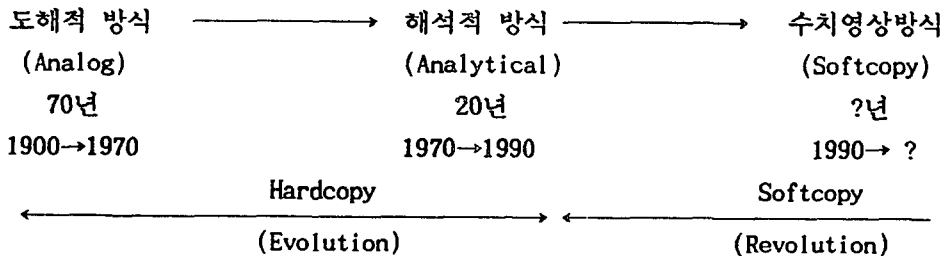 도해적 방식 → 해석적 방식 → 수치영상방식
(Analog) (Analytical) (Softcopy)
70년 20년 ?년
1900→1970 1970→1990 1990→ ?
Hardcopy Softcopy
(Evolution) (Revolution)